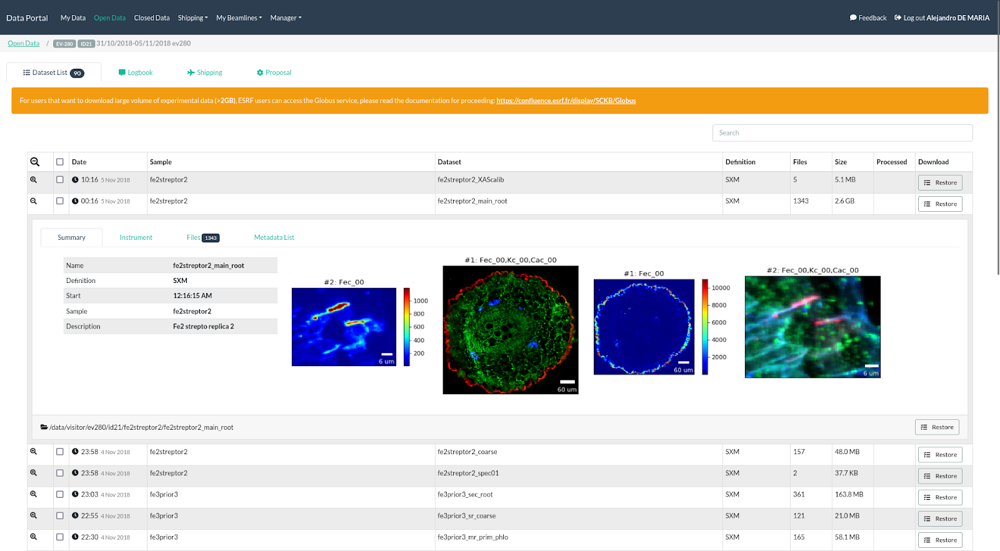 Data Portal My Data Open Data Closed Data Shipping My Beamlines Manager Feedback Log out Alejandro DE MARIA
Open Data / EV-280 ID21 31/10/2018-05/11/2018 ev280
Dataset List 90 Logbook Shipping Proposal
For users that want to download large volume of experimental data (>2GB), ESRF users can access the Globus service, please read the documentation for proceeding: https://confluence.esrf.fr/display/SCKB/Globus
Search
Date Sample Dataset Definition Files Size Processed Download
10:16 5 Nov 2018 fe2streptor2 fe2streptor2_XAScalib SXM 5 5.1 MB Restore
00:16 5 Nov 2018 fe2streptor2 fe2streptor2_main_root SXM 1343 2.6 GB Restore
Summary Instrument Files 1343 Metadata List
Name fe2streptor2_main_root
Definition SXM
Start 12:16:15 AM
Sample fe2streptor2
Description Fe2 strepto replica 2
#2: Fec_00
1000
800
600
400
200
6 um
#1: Fec_00,Kc_00,Cac_00
60 um
#1: Fec_00
10000
8000
6000
4000
2000
60 um
#2: Fec_00,Kc_00,Cac_00
6 um
/data/visitor/ev280/id21/fe2streptor2/fe2streptor2_main_root Restore
23:58 4 Nov 2018 fe2streptor2 fe2streptor2_coarse SXM 157 48.0 MB Restore
23:58 4 Nov 2018 fe2streptor2 fe2streptor2_spec01 SXM 2 37.7 KB Restore
23:03 4 Nov 2018 fe3prior3 fe3prior3_sec_root SXM 361 163.8 MB Restore
22:55 4 Nov 2018 fe3prior3 fe3prior3_sr_coarse SXM 121 21.0 MB Restore
22:30 4 Nov 2018 fe3prior3 fe3prior3_mr_prim_phlo SXM 165 58.1 MB Restore